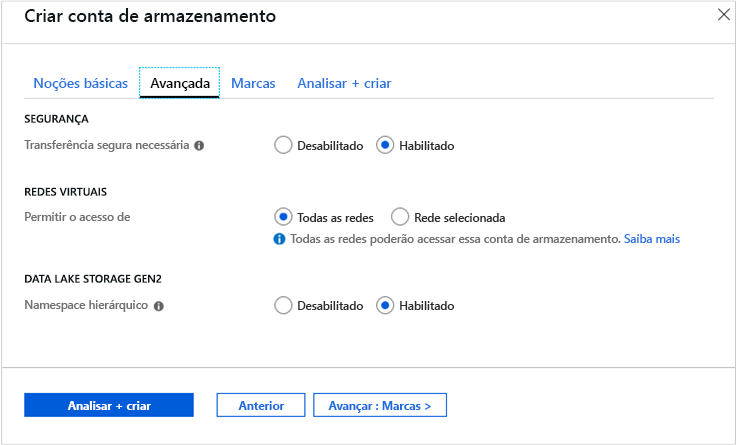 Criar conta de armazenamento
Noções básicas Avançada Marcas Analisar + criar
SEGURANÇA
Transferência segura necessária Desabilitado Habilitado
REDES VIRTUAIS
Permitir o acesso de Todas as redes Rede selecionada
Todas as redes poderão acessar essa conta de armazenamento. Saiba mais
DATA LAKE STORAGE GEN2
Namespace hierárquico Desabilitado Habilitado
Analisar + criar Anterior Avançar : Marcas >